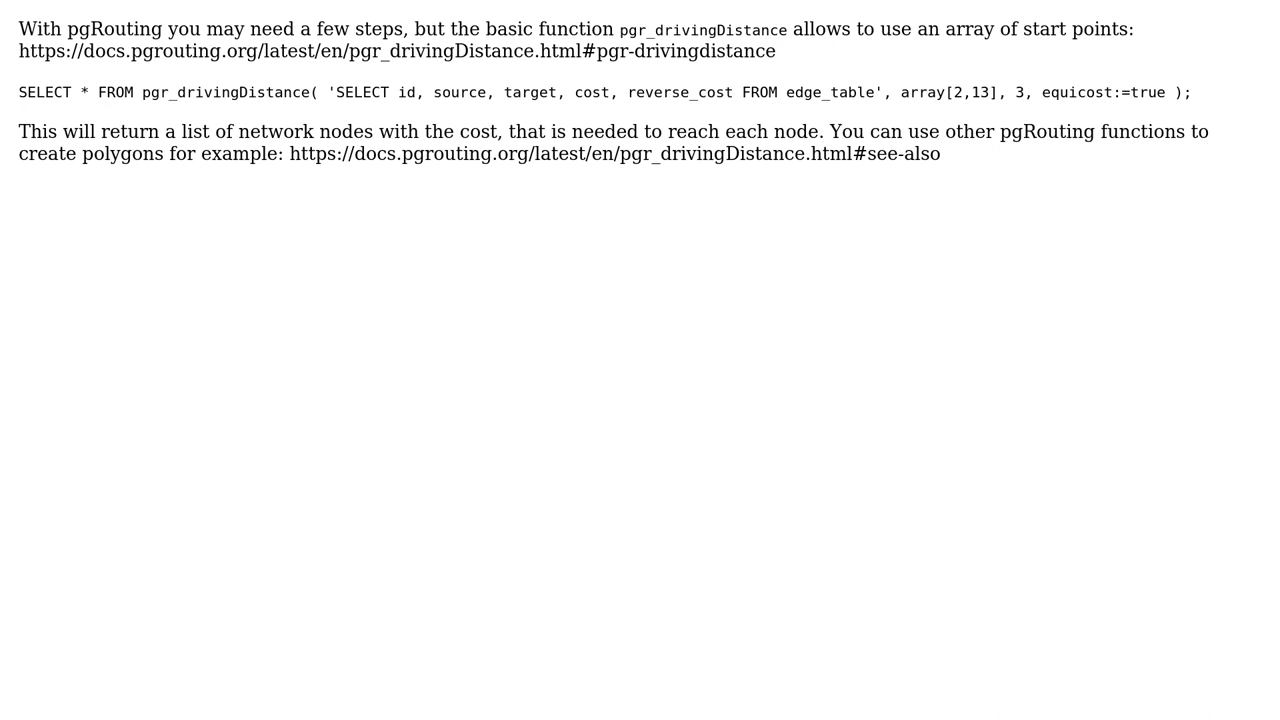 With pgRouting you may need a few steps, but the basic function pgr_drivingDistance allows to use an array of start points:
https://docs.pgrouting.org/latest/en/pgr_drivingDistance.html#pgr-drivingdistance
SELECT * FROM pgr_drivingDistance( 'SELECT id, source, target, cost, reverse_cost FROM edge_table', array[2,13], 3, equicost:=true );
This will return a list of network nodes with the cost, that is needed to reach each node. You can use other pgRouting functions to
create polygons for example: https://docs.pgrouting.org/latest/en/pgr_drivingDistance.html#see-also